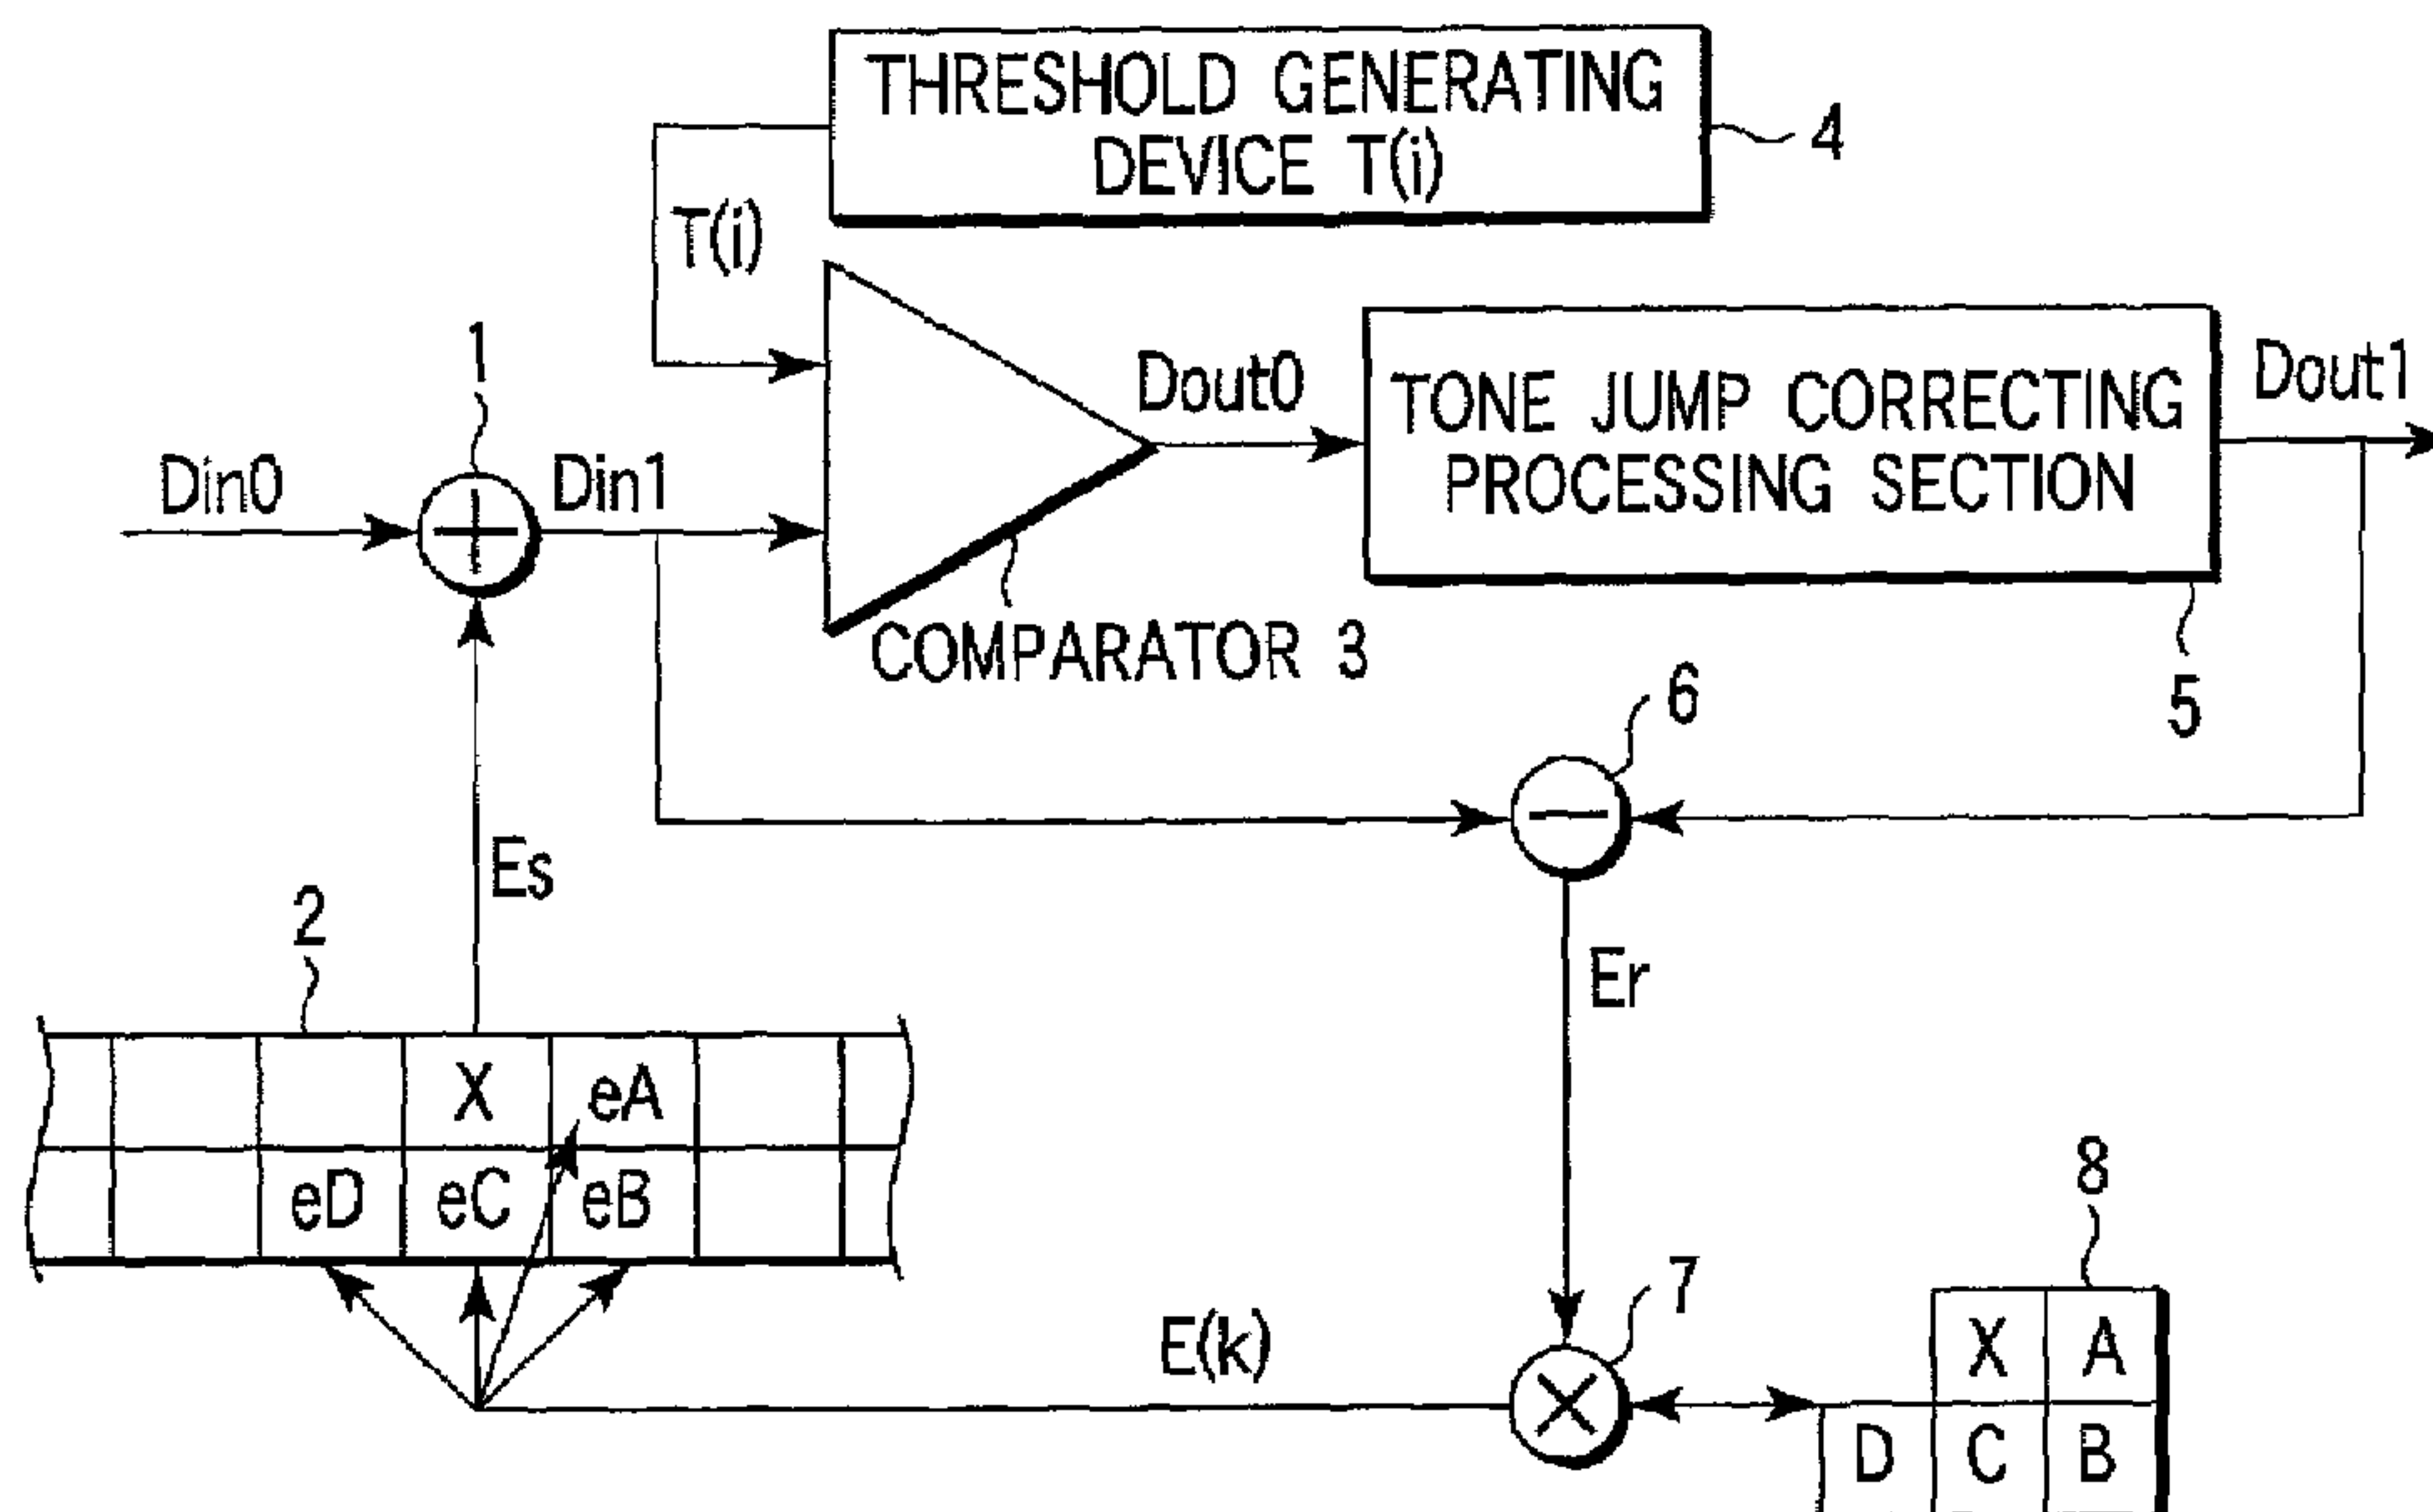 THRESHOLD GENERATING
DEVICE T(i)
4
T(i)
1
Din0
Din1
Dout0
TONE JUMP CORRECTING
PROCESSING SECTION
Dout1
COMPARATOR 3
5
6
Es
2
Er
X eA
eD eC eB
8
7
E(k)
X A
D C B